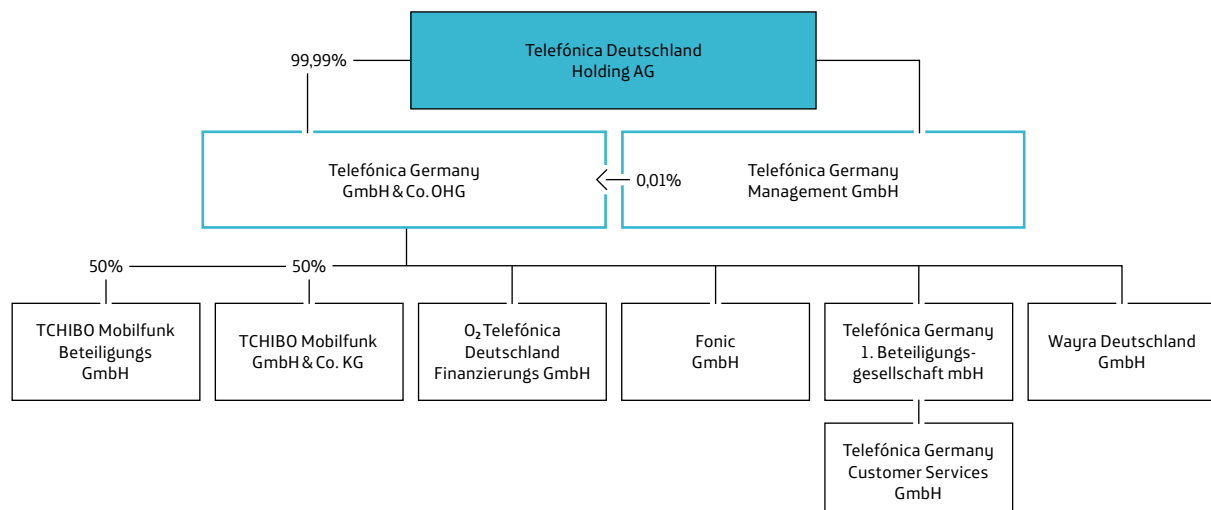 Telefónica Deutschland
Holding AG
99,99%
Telefónica Germany
GmbH & Co. OHG
0,01%
Telefónica Germany
Management GmbH
50%
50%
TCHIBO Mobilfunk
Beteiligungs
GmbH
TCHIBO Mobilfunk
GmbH & Co. KG
O₂ Telefónica
Deutschland
Finanzierungs GmbH
Fonic
GmbH
Telefónica Germany
1. Beteiligungs-
gesellschaft mbH
Wayra Deutschland
GmbH
Telefónica Germany
Customer Services
GmbH